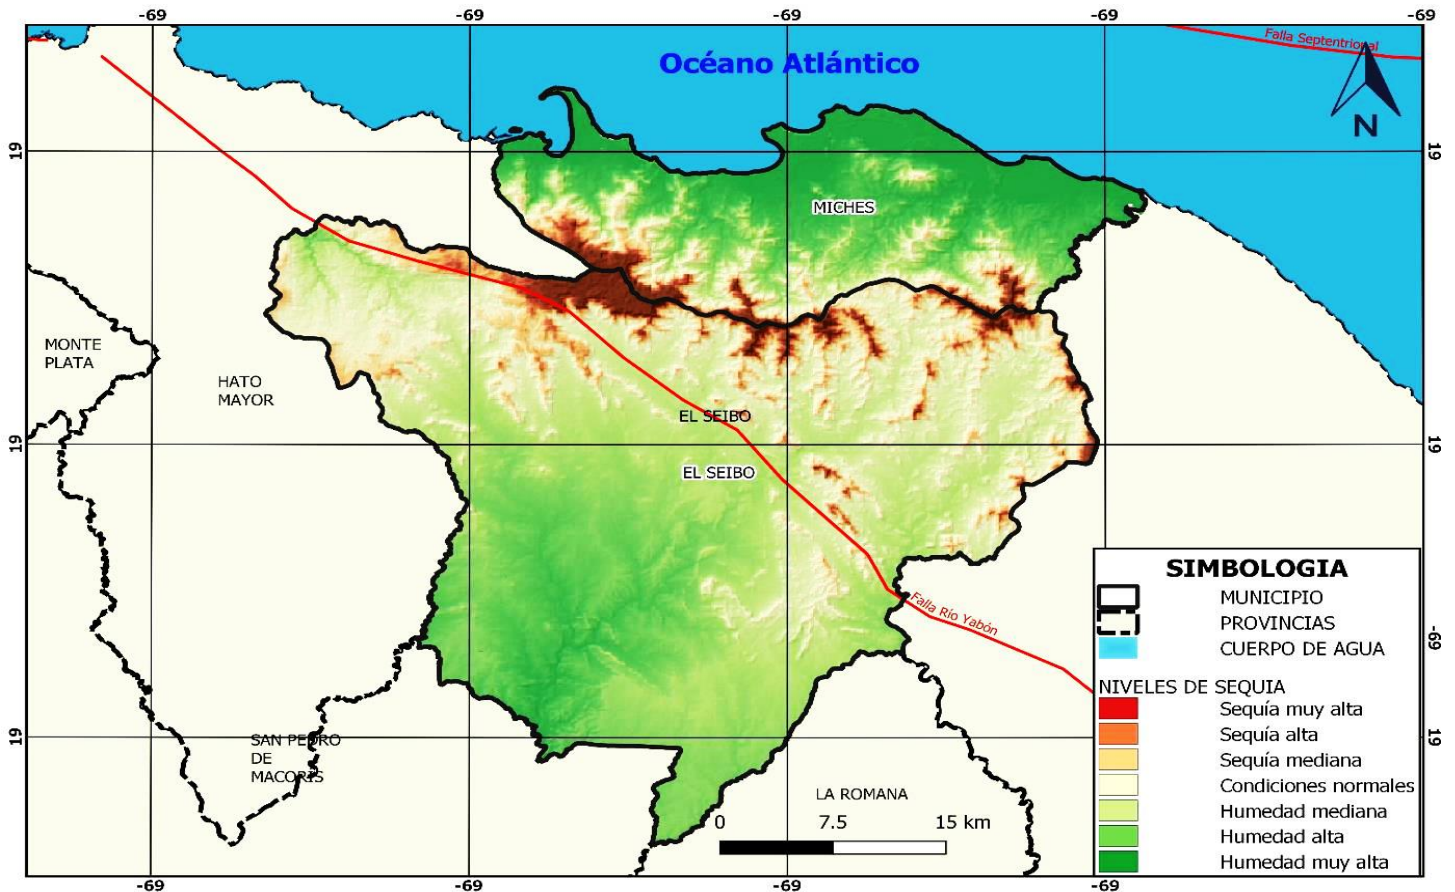 -69
-69
-69
-69
-69
Falla Septentrional
Océano Atlántico
N
19
19
MICHES
MONTE
PLATA
HATO
MAYOR
EL SEIBO
19
19
EL SEIBO
Falla Río Yabón
SIMBOLOGIA
MUNICIPIO
PROVINCIAS
CUERPO DE AGUA
-69
NIVELES DE SEQUIA
Sequía muy alta
Sequía alta
Sequía mediana
Condiciones normales
Humedad mediana
Humedad alta
Humedad muy alta
19
19
SAN PEDRO
DE
MACORIS
LA ROMANA
0 7.5 15 km
-69
-69
-69
-69
-69